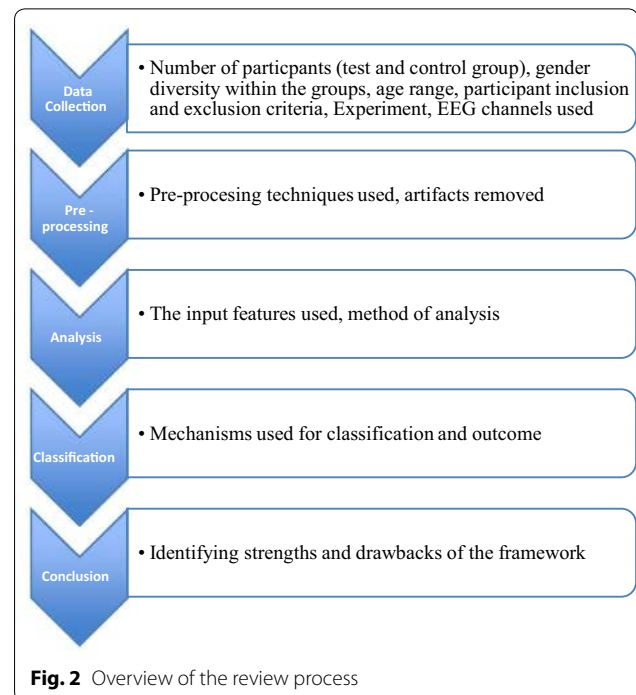 Data
Collection
• Number of particpants (test and control group), gender
diversity within the groups, age range, participant inclusion
and exclusion criteria, Experiment, EEG channels used
Pre -
processing
• Pre-procesing techniques used, artifacts removed
Analysis
• The input features used, method of analysis
Classification
• Mechanisms used for classification and outcome
Conclusion
• Identifying strengths and drawbacks of the framework
Fig. 2 Overview of the review process